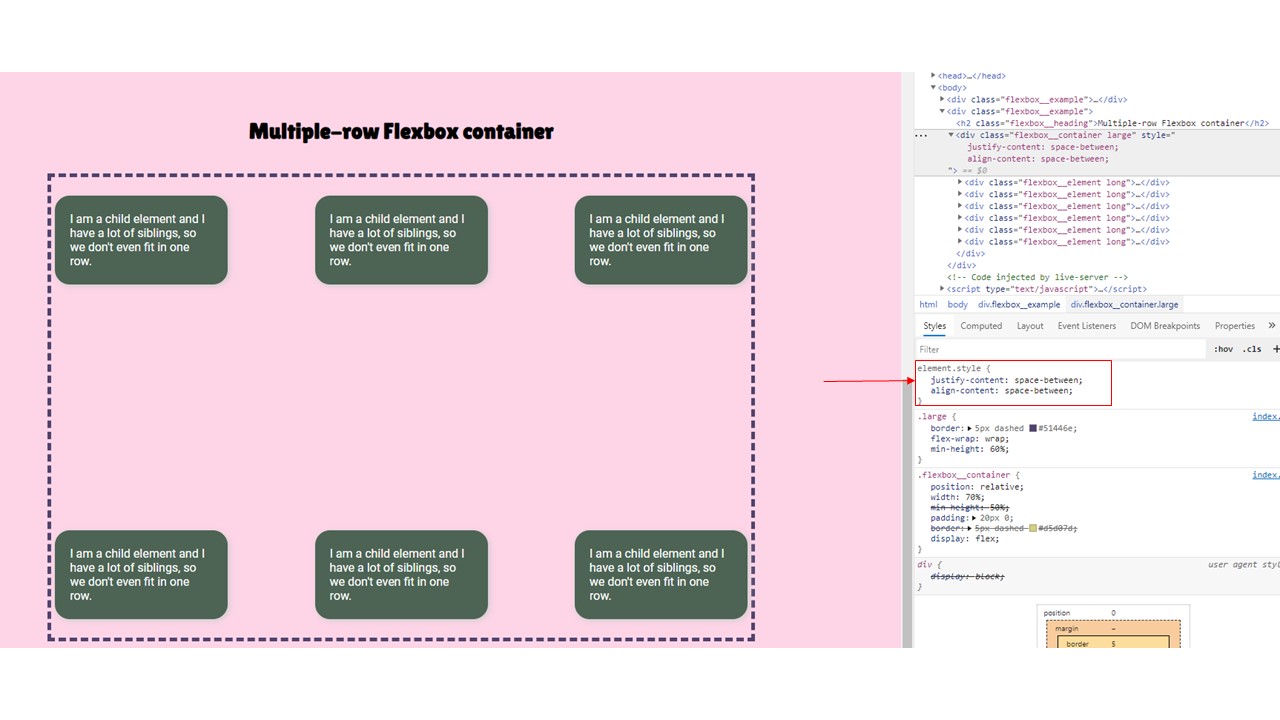 Multiple-row Flexbox container
I am a child element and I
have a lot of siblings, so
we don't even fit in one
row.
I am a child element and I
have a lot of siblings, so
we don't even fit in one
row.
I am a child element and I
have a lot of siblings, so
we don't even fit in one
row.
I am a child element and I
have a lot of siblings, so
we don't even fit in one
row.
I am a child element and I
have a lot of siblings, so
we don't even fit in one
row.
I am a child element and I
have a lot of siblings, so
we don't even fit in one
row.
<head>…</head>
<body>
<div class="flexbox__example">…</div>
<div class="flexbox__example">
<h2 class="flexbox__heading">Multiple-row Flexbox container</h2>
<div class="flexbox__container large" style="
justify-content: space-between;
align-content: space-between;
"> == $0
<div class="flexbox__element long">…</div>
<div class="flexbox__element long">…</div>
<div class="flexbox__element long">…</div>
<div class="flexbox__element long">…</div>
<div class="flexbox__element long">…</div>
<div class="flexbox__element long">…</div>
</div>
</div>
<!-- Code injected by live-server -->
<script type="text/javascript">…</script>
html body div.flexbox__example div.flexbox__container.large
Styles Computed Layout Event Listeners DOM Breakpoints Properties »
Filter :hov .cls +
element.style {
justify-content: space-between;
align-content: space-between;
}
.large { index.
border: 5px dashed #51446e;
flex-wrap: wrap;
min-height: 60%;
}
.flexbox__container { index.
position: relative;
width: 70%;
min-height: 50%;
padding: 20px 0;
border: 5px dashed #d5d07d;
display: flex;
}
div { user agent styl
display: block;
}
position 0
margin –
border 5